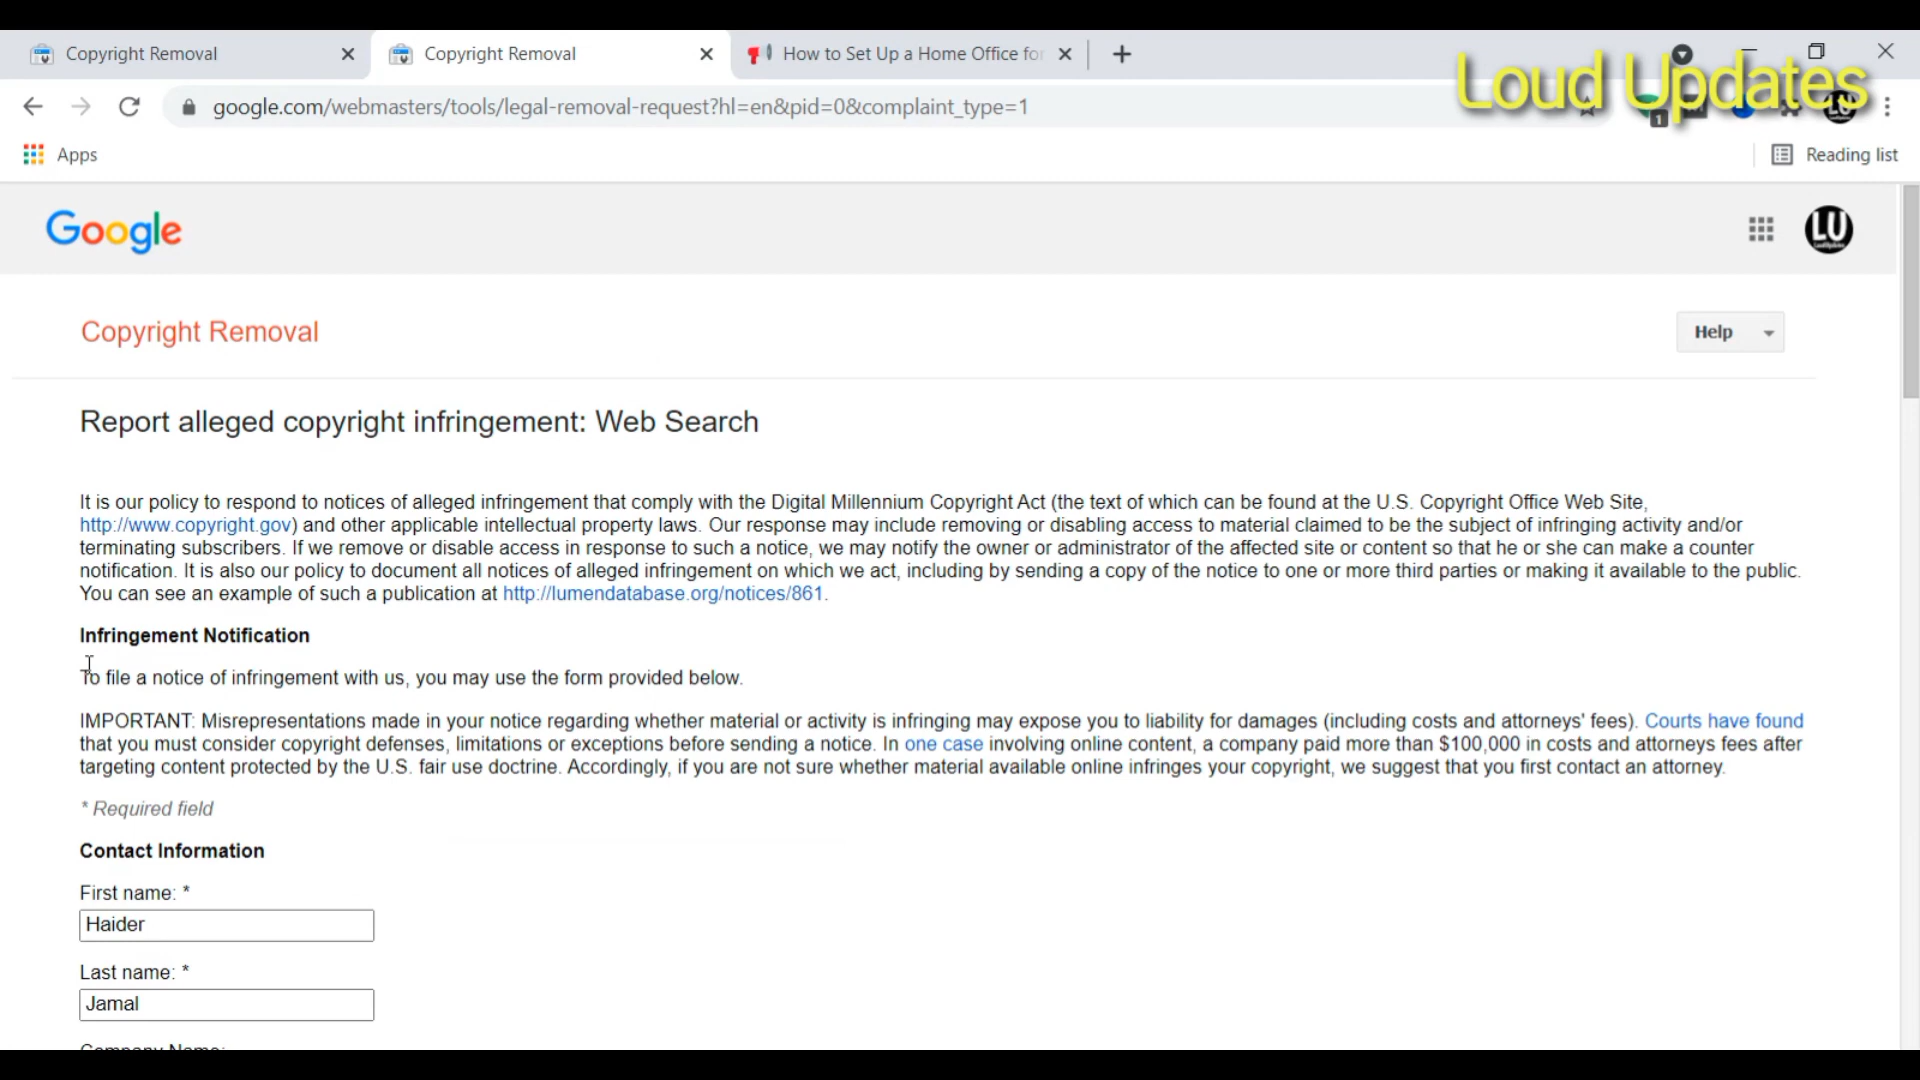 Copyright Removal
Copyright Removal
How to Set Up a Home Office for
Loud Updates
google.com/webmasters/tools/legal-removal-request?hl=en&pid=0&complaint_type=1
1
Apps
Reading list
Google
LU
Copyright Removal
Help
Report alleged copyright infringement: Web Search
It is our policy to respond to notices of alleged infringement that comply with the Digital Millennium Copyright Act (the text of which can be found at the U.S. Copyright Office Web Site,
http://www.copyright.gov) and other applicable intellectual property laws. Our response may include removing or disabling access to material claimed to be the subject of infringing activity and/or
terminating subscribers. If we remove or disable access in response to such a notice, we may notify the owner or administrator of the affected site or content so that he or she can make a counter
notification. It is also our policy to document all notices of alleged infringement on which we act, including by sending a copy of the notice to one or more third parties or making it available to the public.
You can see an example of such a publication at http://lumendatabase.org/notices/861.
Infringement Notification
To file a notice of infringement with us, you may use the form provided below.
IMPORTANT: Misrepresentations made in your notice regarding whether material or activity is infringing may expose you to liability for damages (including costs and attorneys' fees). Courts have found
that you must consider copyright defenses, limitations or exceptions before sending a notice. In one case involving online content, a company paid more than $100,000 in costs and attorneys fees after
targeting content protected by the U.S. fair use doctrine. Accordingly, if you are not sure whether material available online infringes your copyright, we suggest that you first contact an attorney.
* Required field
Contact Information
First name: *
Haider
Last name: *
Jamal
Company Name: